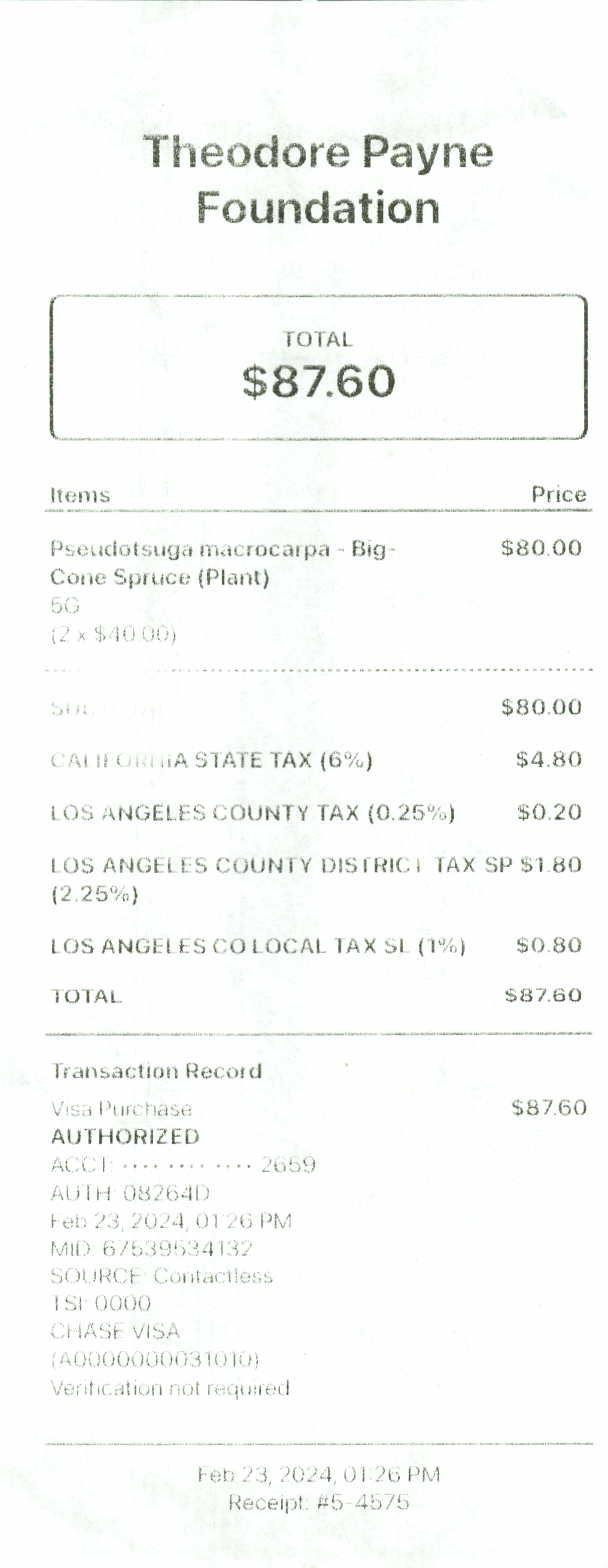 Theodore Payne
Foundation
TOTAL
$87.60
Items Price
Pseudotsuga macrocarpa - Big- $80.00
Cone Spruce (Plant)
5G
(2 x $40.00)
$80.00
CALIFORNIA STATE TAX (6%) $4.80
LOS ANGELES COUNTY TAX (0.25%) $0.20
LOS ANGELES COUNTY DISTRICT TAX SP $1.80
(2.25%)
LOS ANGELES CO LOCAL TAX SL (1%) $0.80
TOTAL $87.60
Transaction Record
Visa Purchase $87.60
AUTHORIZED
ACCT: ···· ···· ···· 2659
AUTH: 08264D
Feb 23, 2024, 01:26 PM
MID: 67539534132
SOURCE: Contactless
TSI: 0000
CHASE VISA
(A0000000031010)
Verification not required
Feb 23, 2024, 01:26 PM
Receipt: #5-4575